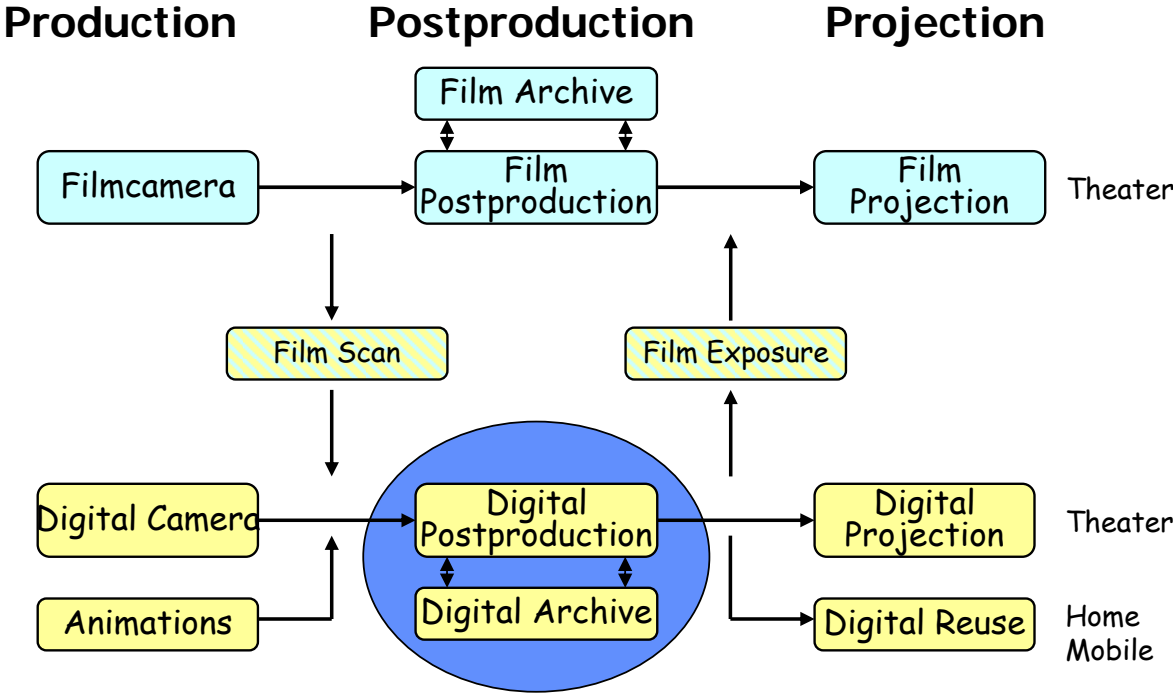 Production
Postproduction
Projection
Film Archive
Filmcamera
Film
Postproduction
Film
Projection
Theater
Film Scan
Film Exposure
Digital Camera
Digital
Postproduction
Digital
Projection
Theater
Animations
Digital Archive
Digital Reuse
Home
Mobile